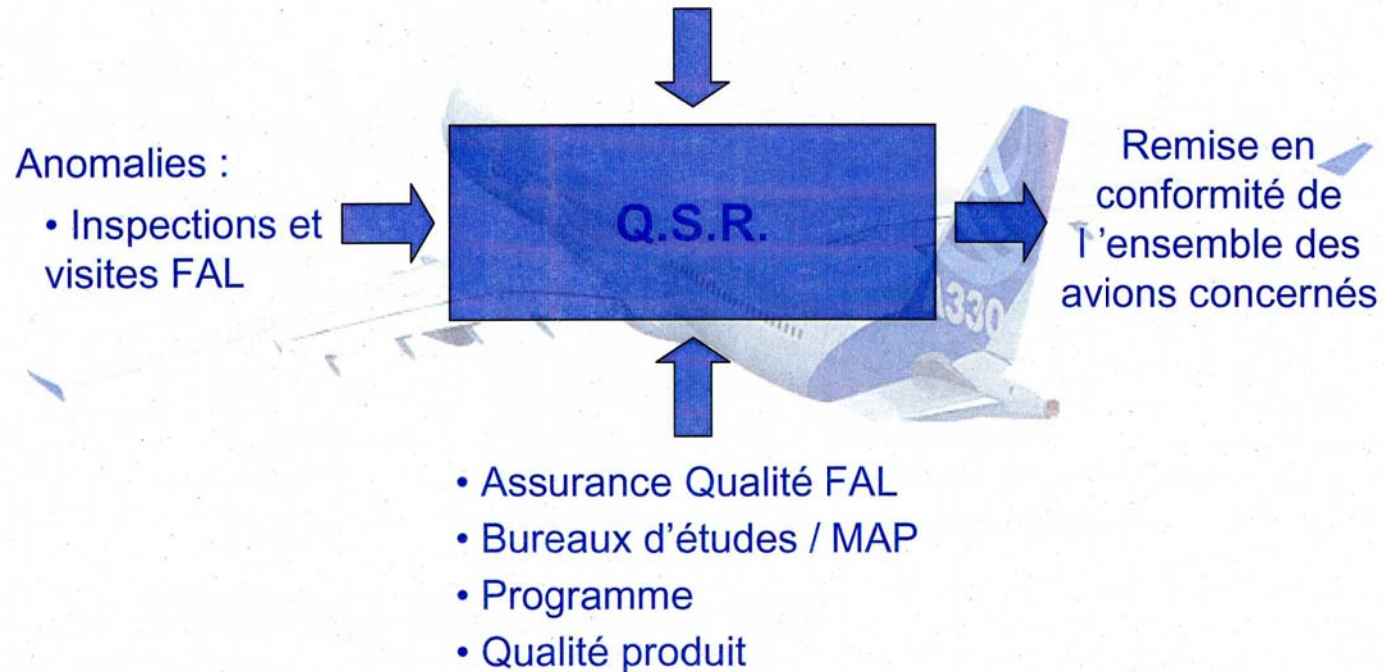 Anomalies :
• Inspections et
visites FAL
Q.S.R.
Remise en
conformité de
l 'ensemble des
avions concernés
A330
• Assurance Qualité FAL
• Bureaux d'études / MAP
• Programme
• Qualité produit